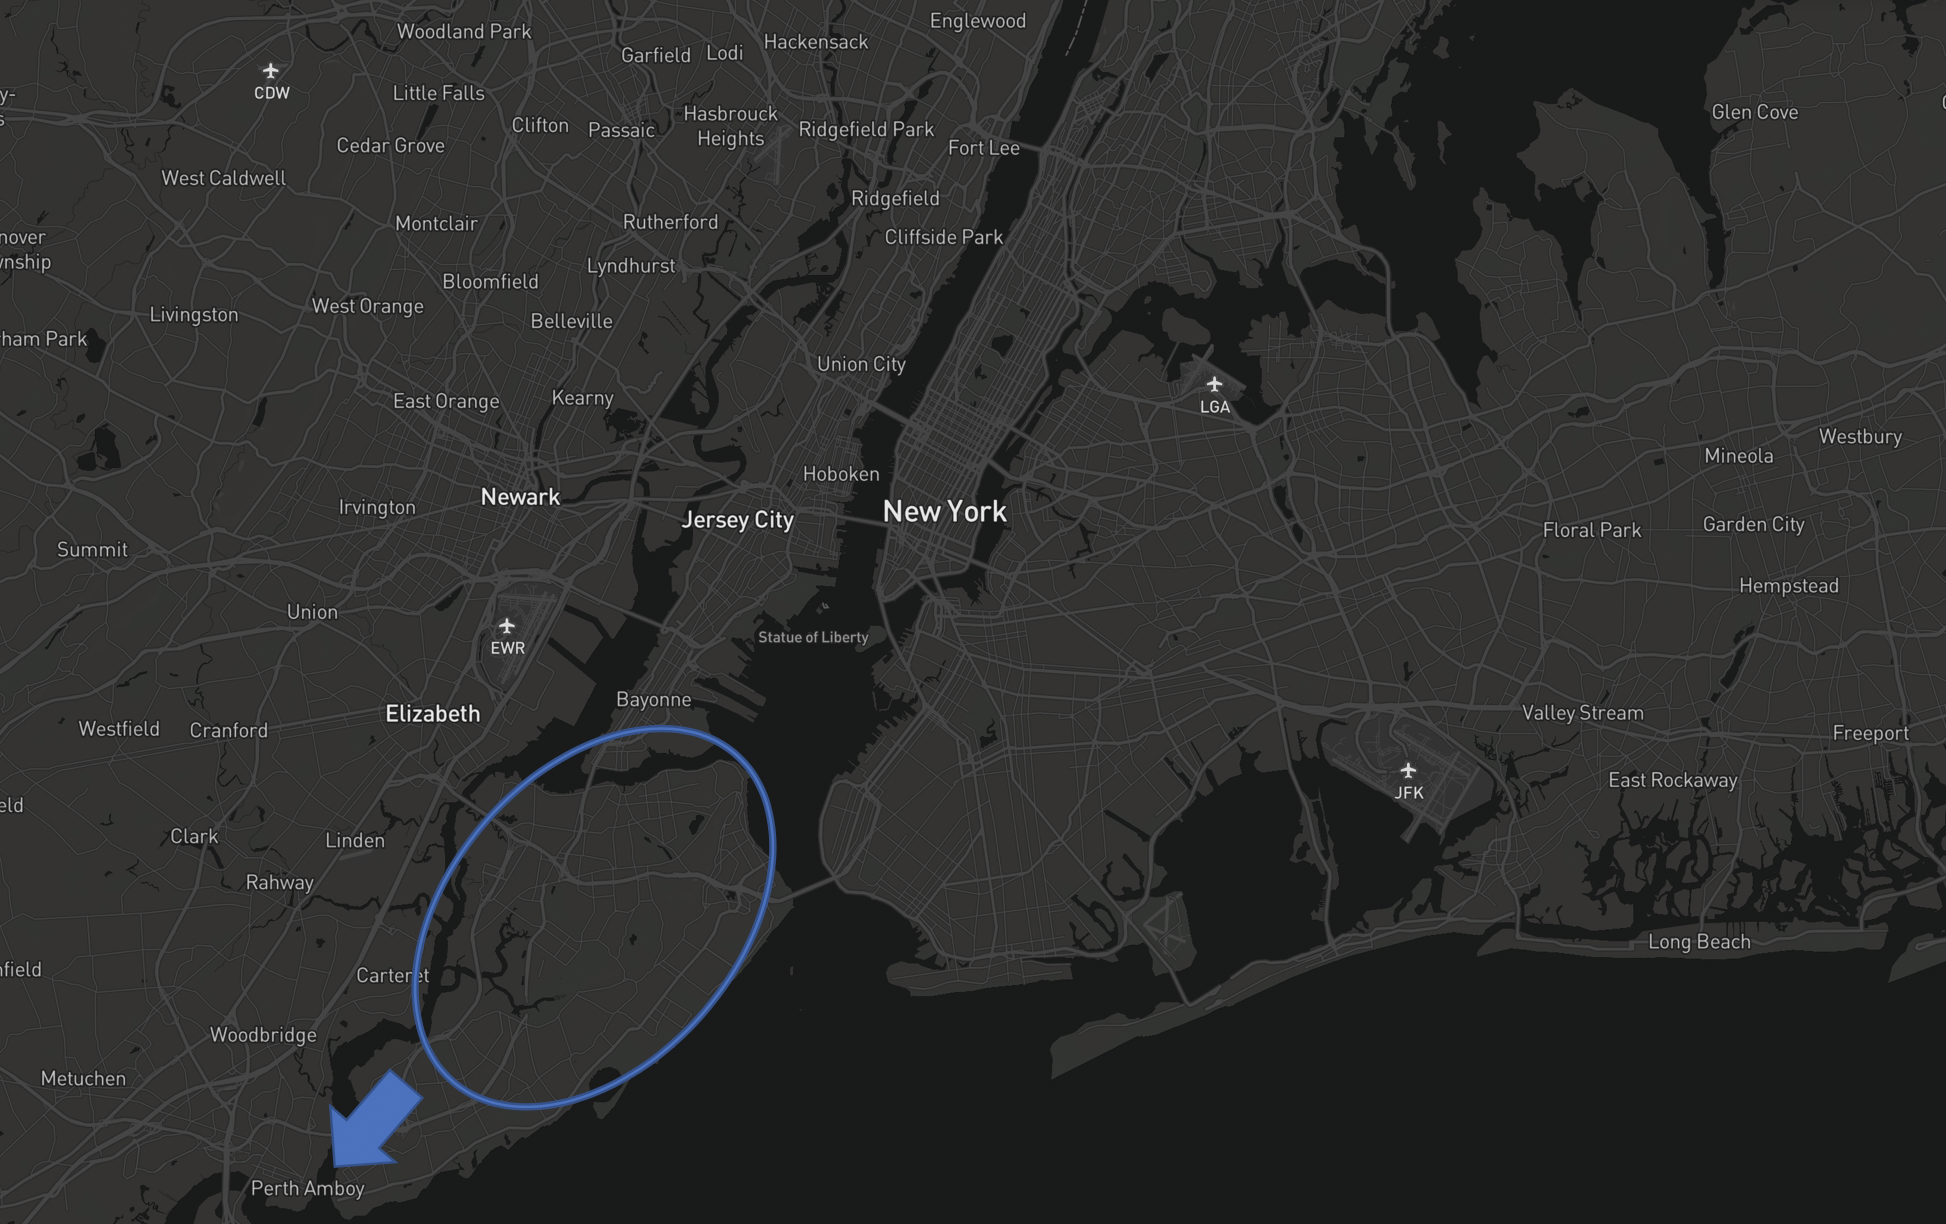 Englewood
Woodland Park
Garfield
Lodi
Hackensack
CDW
Little Falls
y-
s
Glen Cove
Hasbrouck
Heights
Clifton
Passaic
Ridgefield Park
Cedar Grove
Fort Lee
West Caldwell
Ridgefield
Montclair
Rutherford
nover
wnship
Cliffside Park
Lyndhurst
Bloomfield
West Orange
Livingston
Belleville
ham Park
Union City
East Orange
Kearny
LGA
Westbury
Mineola
Hoboken
Newark
Irvington
Jersey City
New York
Floral Park
Garden City
Summit
Hempstead
Union
Statue of Liberty
EWR
Bayonne
Elizabeth
Valley Stream
Westfield
Cranford
Freeport
East Rockaway
JFK
eld
Clark
Linden
Rahway
Long Beach
nfield
Carteret
Woodbridge
Metuchen
Perth Amboy